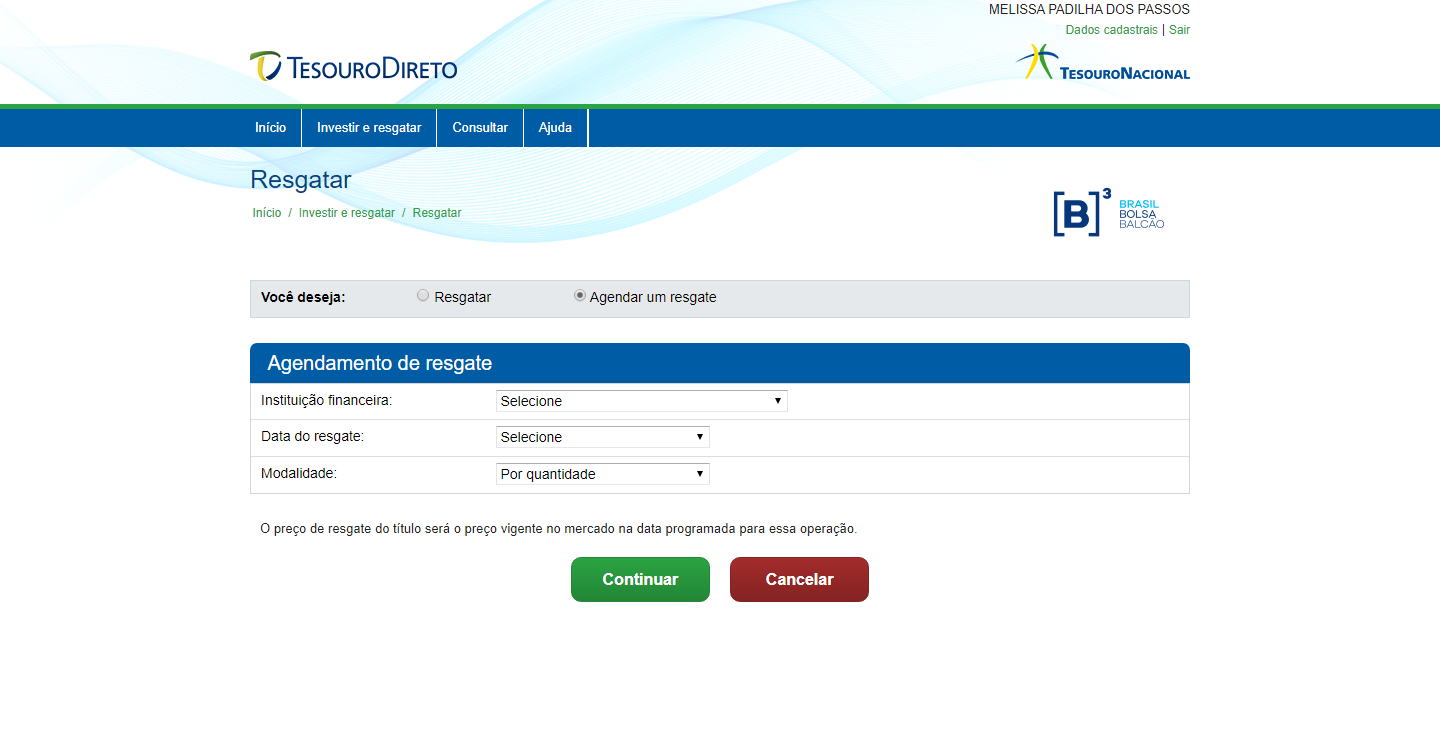 MELISSA PADILHA DOS PASSOS
Dados cadastrais | Sair
TESOURODIRETO
TESOURONACIONAL
Início Investir e resgatar Consultar Ajuda
Resgatar
Início / Investir e resgatar / Resgatar
[B]³ BRASIL
BOLSA
BALCÃO
Você deseja: Resgatar Agendar um resgate
Agendamento de resgate
Instituição financeira: Selecione
Data do resgate: Selecione
Modalidade: Por quantidade
O preço de resgate do título será o preço vigente no mercado na data programada para essa operação.
Continuar Cancelar